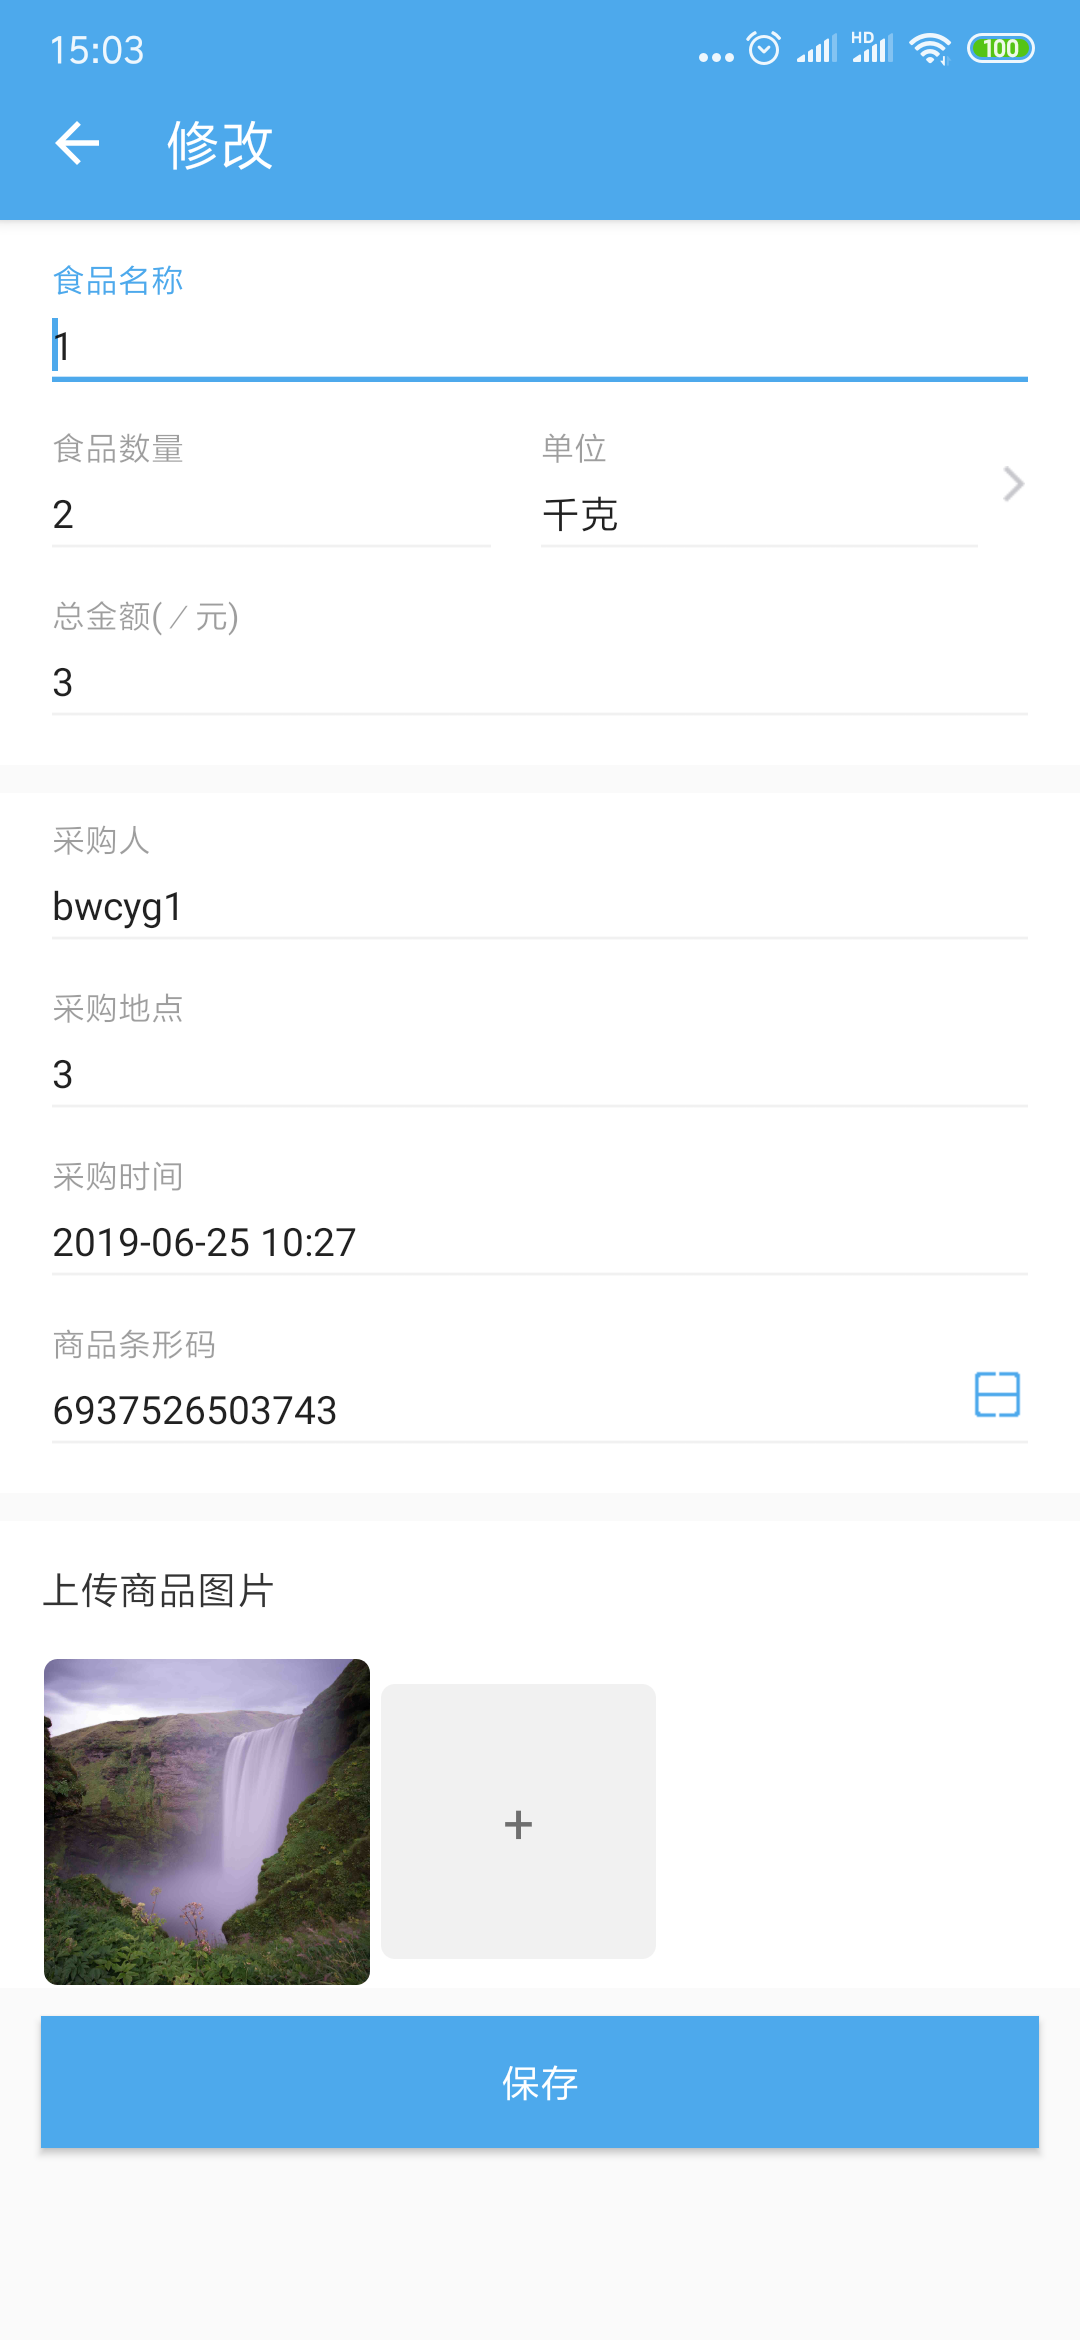 15:03
HD
100
修改
食品名称
1
食品数量
单位
2
千克
总金额(／元)
3
采购人
bwcyg1
采购地点
3
采购时间
2019-06-25 10:27
商品条形码
6937526503743
上传商品图片
+
保存